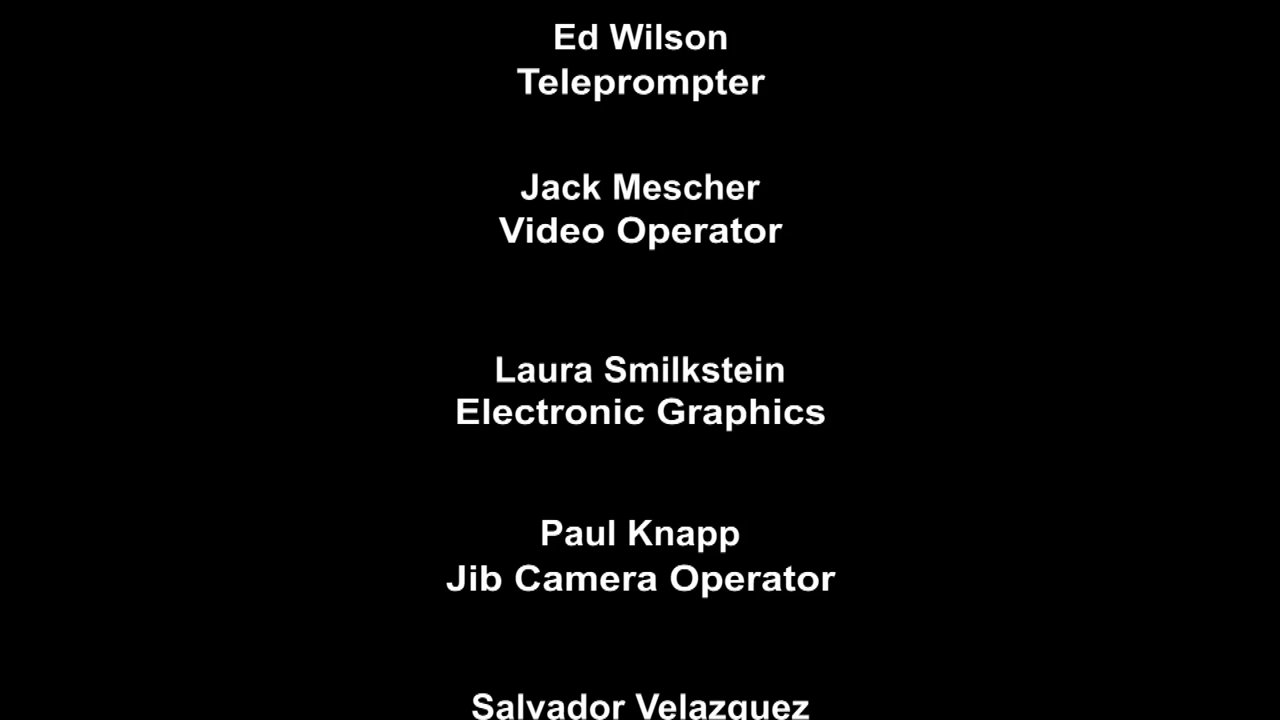 Ed Wilson
Teleprompter
Jack Mescher
Video Operator
Laura Smilkstein
Electronic Graphics
Paul Knapp
Jib Camera Operator
Salvador Velazquez